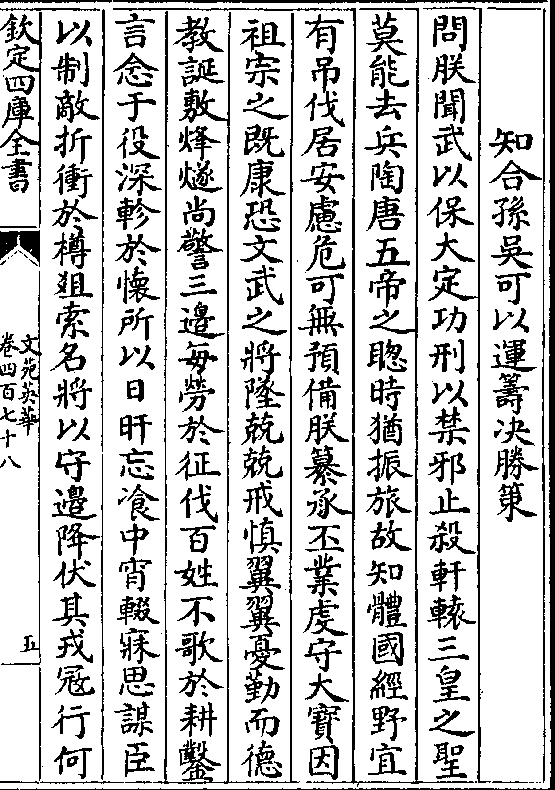 知合孫吳可以運籌决勝策
問朕聞武以保大定功刑以禁邪止殺軒轅三皇之聖
莫能去兵陶唐五帝之聦時猶振旅故知體國經野宜
有吊伐居安慮危可無預備朕纂承丕業虔守大寳因
祖宗之既康恐文武之將墜兢兢戒慎翼翼憂勤而德
教誕敷烽燧尚警三邉每勞於征伐百姓不歌於耕鑿
言念于役深軫於懷所以日旰忘飡中宵輟寐思謀臣
以制敵折衝於樽俎索名將以守邉降伏其戎冦行何
欽定四庫全書
文苑英華
卷四百七十八
五